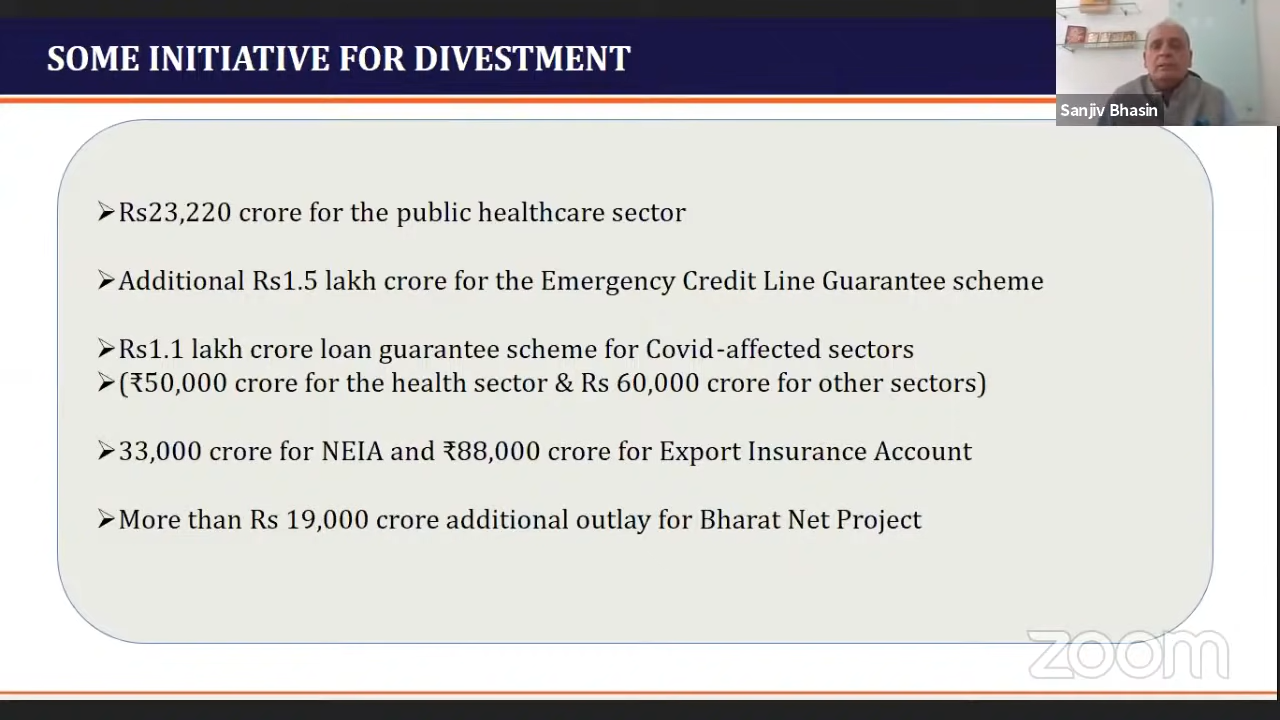 SOME INITIATIVE FOR DIVESTMENT
Sanjiv Bhasin
➢Rs23,220 crore for the public healthcare sector
➢Additional Rs1.5 lakh crore for the Emergency Credit Line Guarantee scheme
➢Rs1.1 lakh crore loan guarantee scheme for Covid-affected sectors
➢(₹50,000 crore for the health sector & Rs 60,000 crore for other sectors)
➢33,000 crore for NEIA and ₹88,000 crore for Export Insurance Account
➢More than Rs 19,000 crore additional outlay for Bharat Net Project
zoom